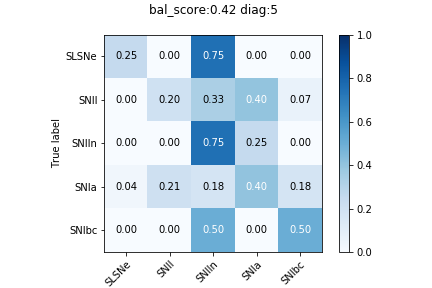 bal_score:0.42 diag:5
SLSNe 0.25 0.00 0.75 0.00 0.00
SNII 0.00 0.20 0.33 0.40 0.07
SNIIn 0.00 0.00 0.75 0.25 0.00
SNIa 0.04 0.21 0.18 0.40 0.18
SNIbc 0.00 0.00 0.50 0.00 0.50
SLSNe SNII SNIIn SNIa SNIbc
True label
1.0
0.8
0.6
0.4
0.2
0.0